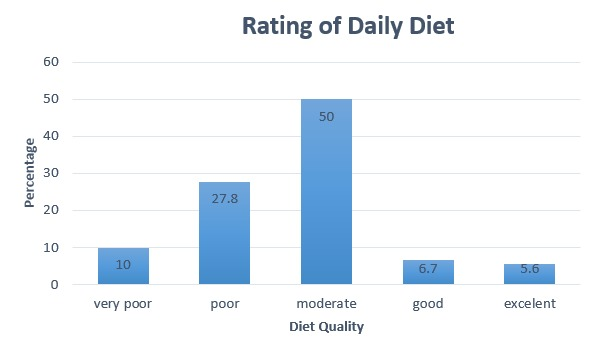 Rating of Daily Diet
60
50
40
30
20
10
0
Percentage
10
27.8
50
6.7
5.6
very poor
poor
moderate
good
excelent
Diet Quality